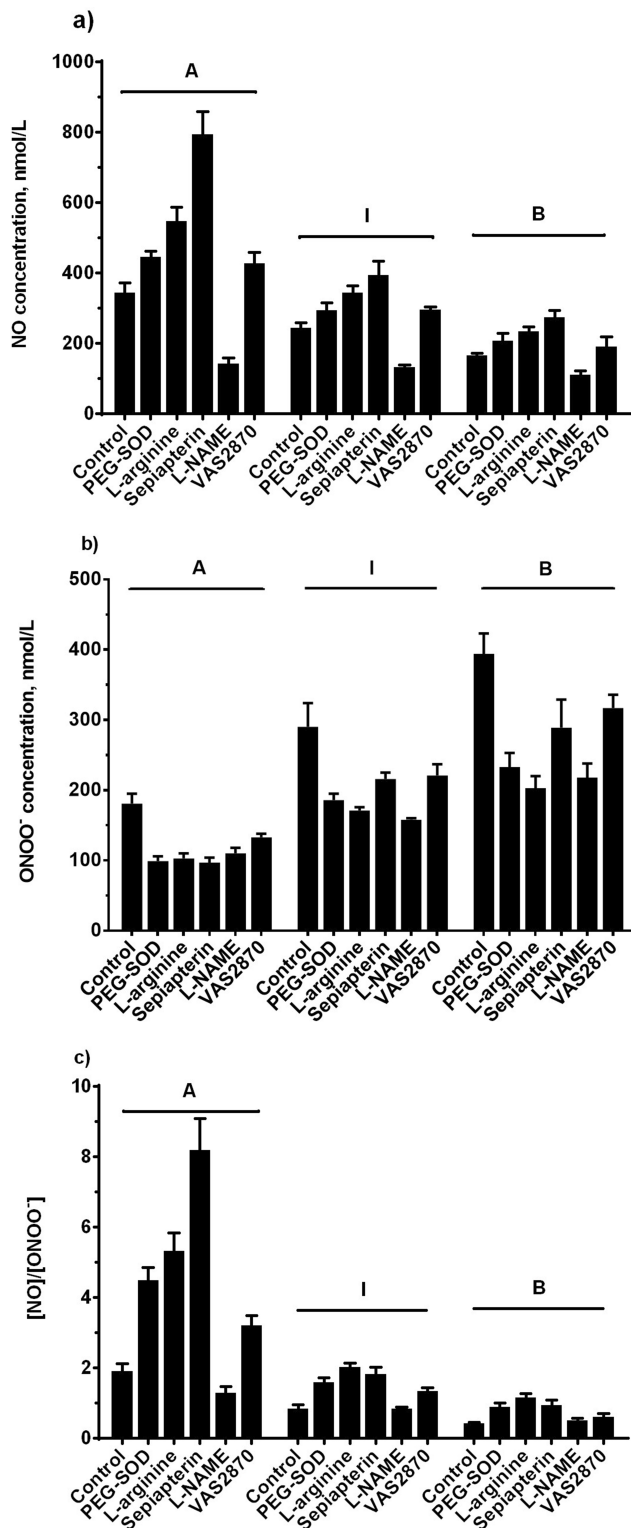 a)
A
I
B
NO concentration, nmol/L
1000
800
600
400
200
0
Control
PEG-SOD
L-arginine
Sepiapterin
L-NAME
VAS2870
Control
PEG-SOD
L-arginine
Sepiapterin
L-NAME
VAS2870
Control
PEG-SOD
L-arginine
Sepiapterin
L-NAME
VAS2870
b)
A
I
B
ONOO⁻ concentration, nmol/L
500
400
300
200
100
0
Control
PEG-SOD
L-arginine
Sepiapterin
L-NAME
VAS2870
Control
PEG-SOD
L-arginine
Sepiapterin
L-NAME
VAS2870
Control
PEG-SOD
L-arginine
Sepiapterin
L-NAME
VAS2870
c)
A
I
B
[NO]/[ONOO⁻]
10
8
6
4
2
0
Control
PEG-SOD
L-arginine
Sepiapterin
L-NAME
VAS2870
Control
PEG-SOD
L-arginine
Sepiapterin
L-NAME
VAS2870
Control
PEG-SOD
L-arginine
Sepiapterin
L-NAME
VAS2870